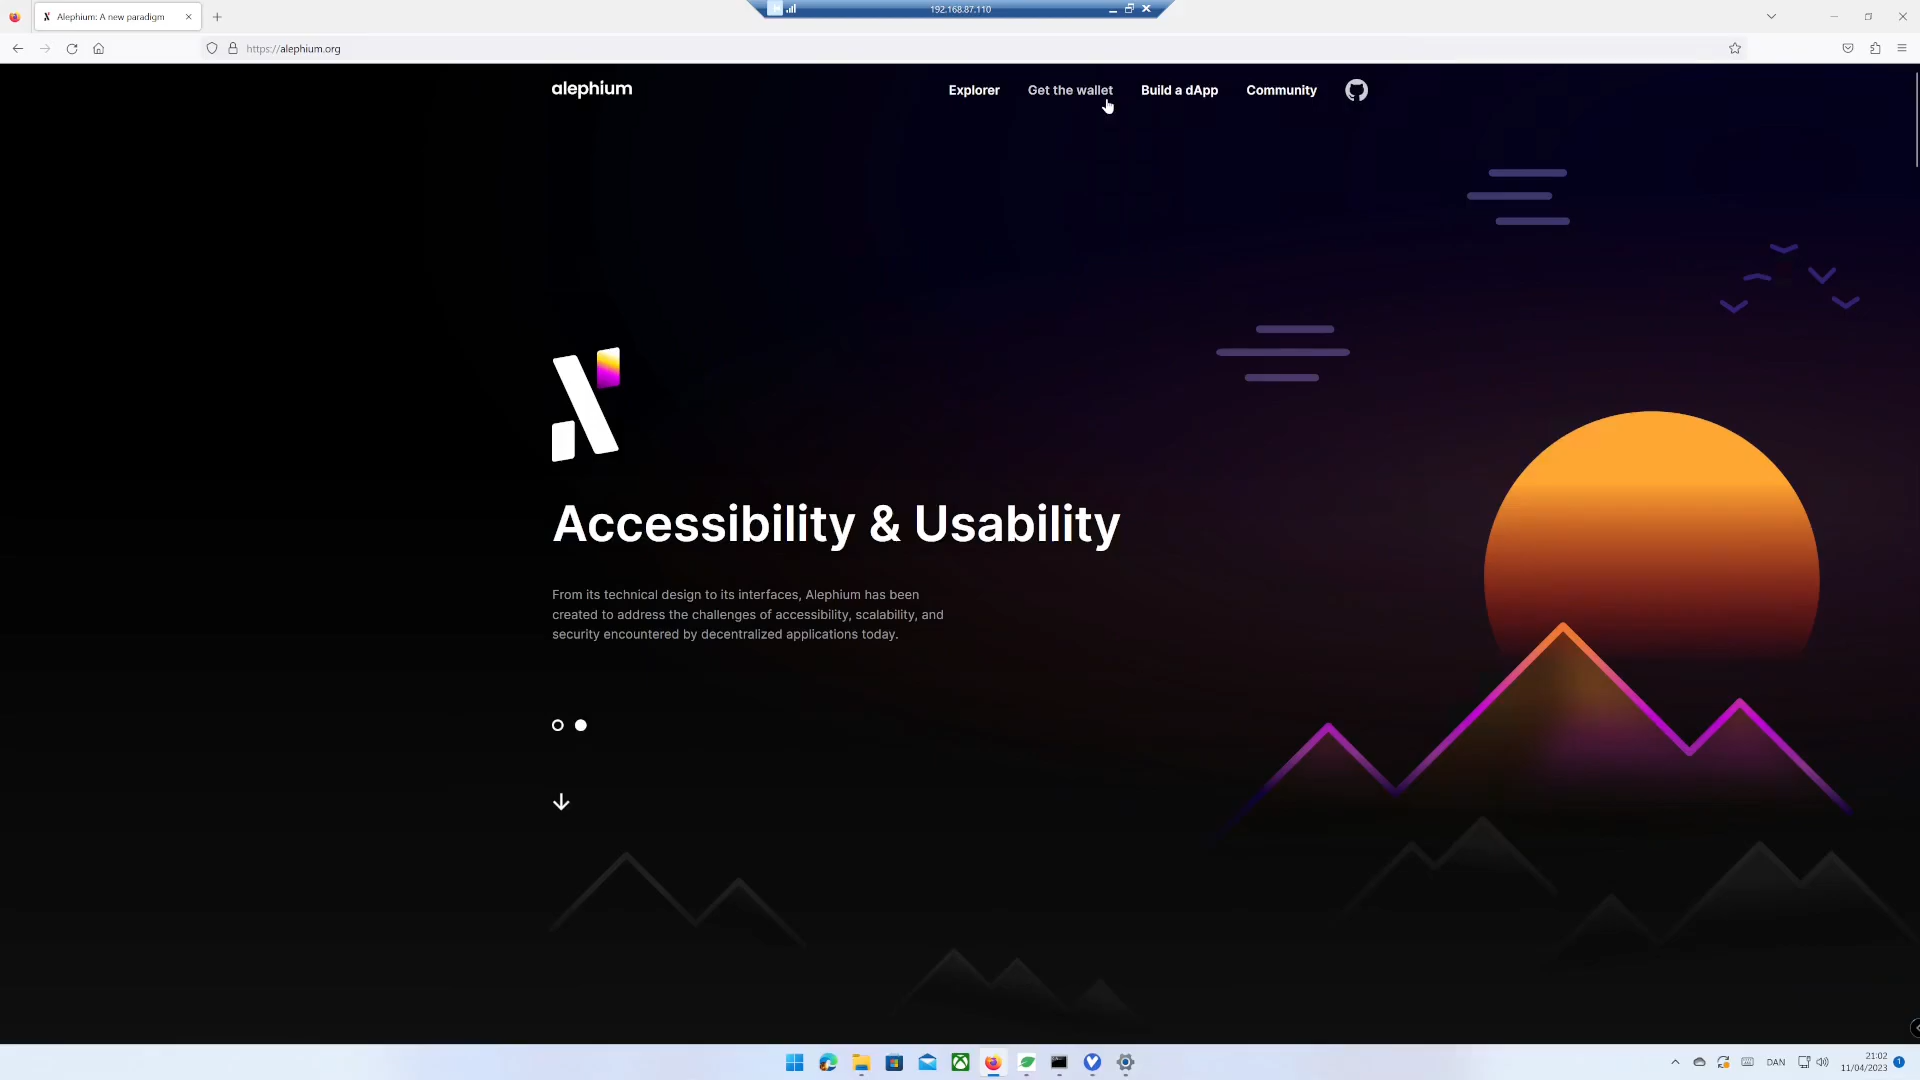 Alephium: A new paradigm
192.168.87.110
https://alephium.org
alephium
Explorer
Get the wallet
Build a dApp
Community
Accessibility & Usability
From its technical design to its interfaces, Alephium has been
created to address the challenges of accessibility, scalability, and
security encountered by decentralized applications today.
DAN
21:02
11/04/2023
1